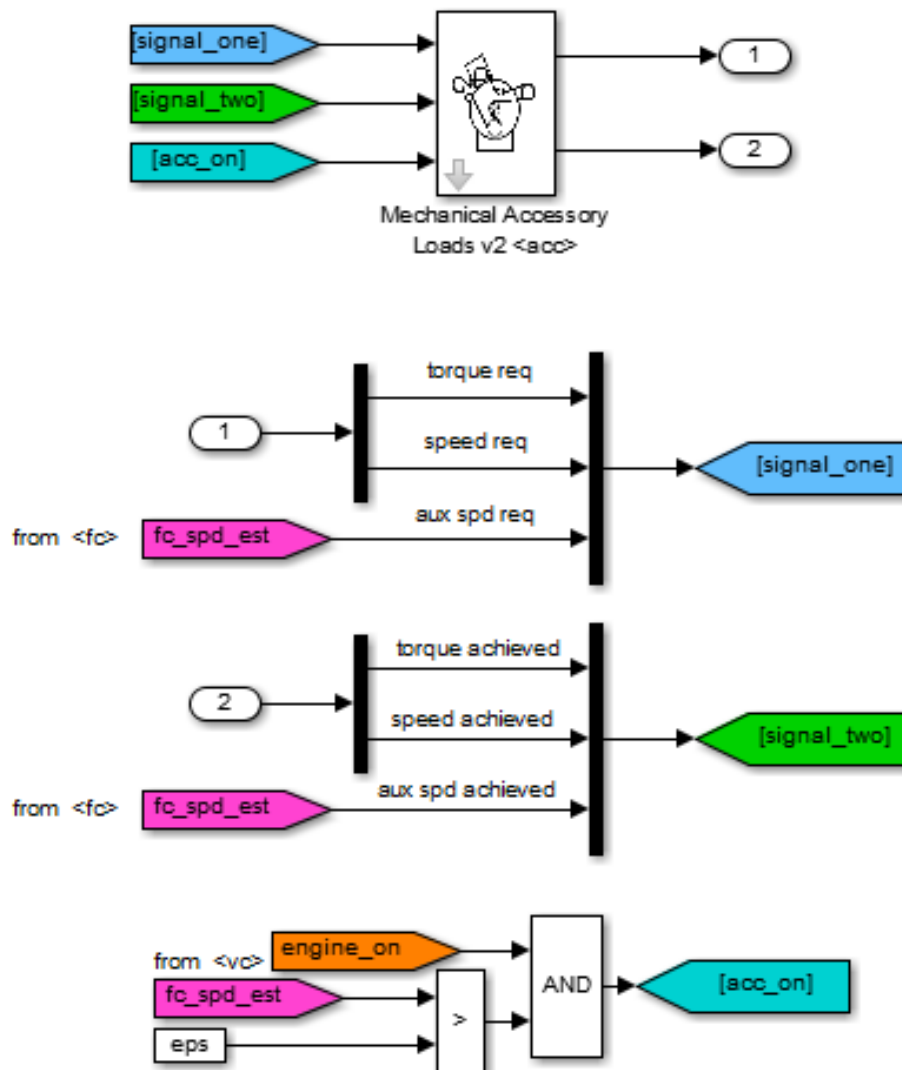 [signal_one]
1
[signal_two]
[acc_on]
2
Mechanical Accessory
Loads v2 <acc>
torque req
1
speed req
[signal_one]
aux spd req
from <fc>
fc_spd_est
torque achieved
2
speed achieved
[signal_two]
aux spd achieved
from <fc>
fc_spd_est
engine_on
from <vc>
fc_spd_est
AND
[acc_on]
>
eps